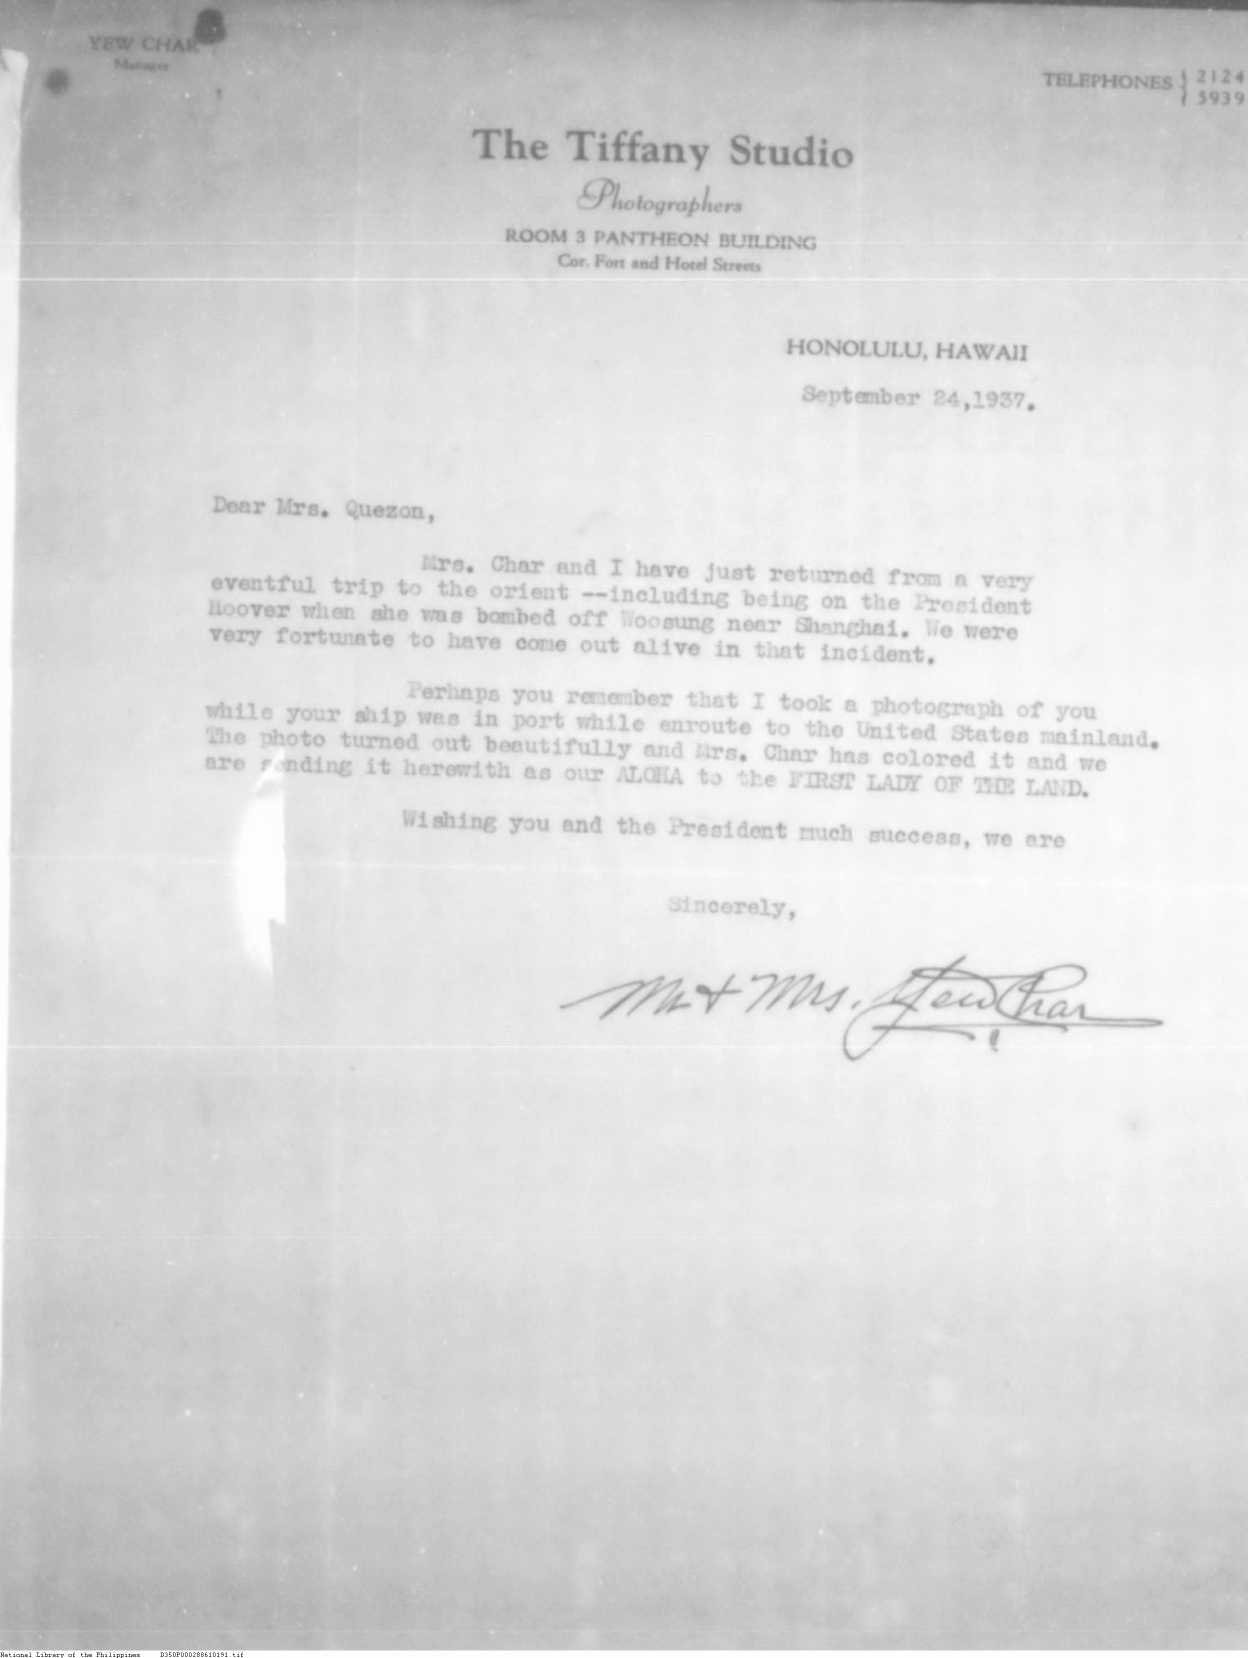 YEW CHAR
Manager
TELEPHONES { 2124
5939
The Tiffany Studio
Photographers
ROOM 3 PANTHEON BUILDING
Cor. Fort and Hotel Streets
HONOLULU, HAWAII
September 24,1937.
Dear Mrs. Quezon,
Mrs. Char and I have just returned from a very
eventful trip to the orient --including being on the President
Hoover when she was bombed off Woosung near Shanghai. We were
very fortunate to have come out alive in that incident.
Perhaps you remember that I took a photograph of you
while your ship was in port while enroute to the United States mainland.
The photo turned out beautifully and Mrs. Char has colored it and we
are sending it herewith as our ALOHA to the FIRST LADY OF THE LAND.
Wishing you and the President much success, we are
Sincerely,
Mr + Mrs. Yew Char
National Library of the Philippines D350P000288610191.tif